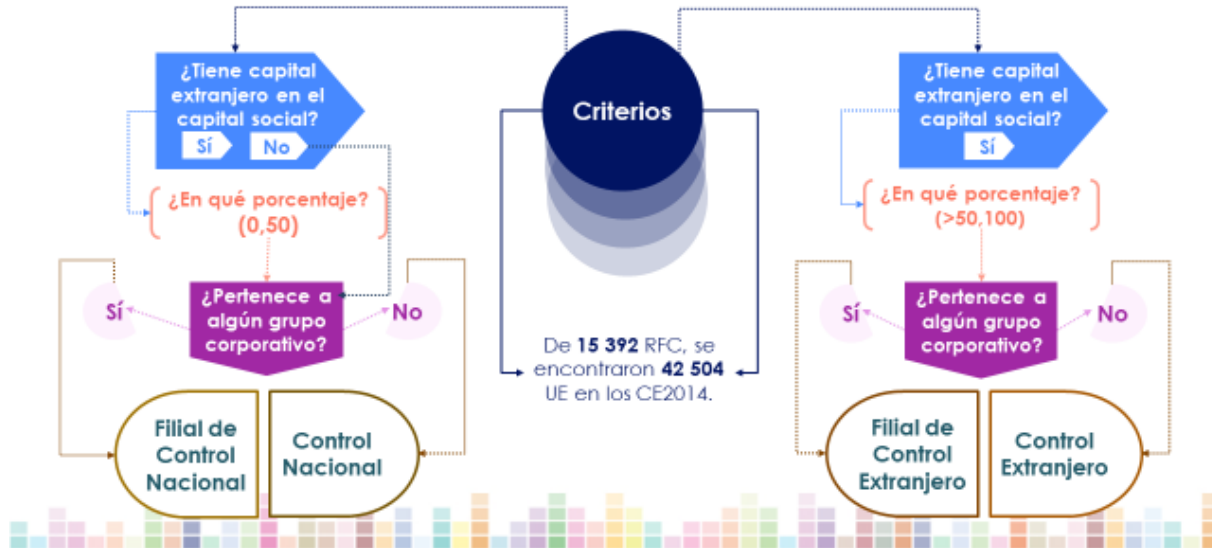 ¿Tiene capital
extranjero en el
capital social?
Sí
No
¿En qué porcentaje?
(0,50)
Sí
¿Pertenece a
algún grupo
corporativo?
No
Filial de
Control
Nacional
Control
Nacional
Criterios
De 15 392 RFC, se
encontraron 42 504
UE en los CE2014.
¿Tiene capital
extranjero en el
capital social?
Sí
¿En qué porcentaje?
(>50,100)
Sí
¿Pertenece a
algún grupo
corporativo?
No
Filial de
Control
Extranjero
Control
Extranjero